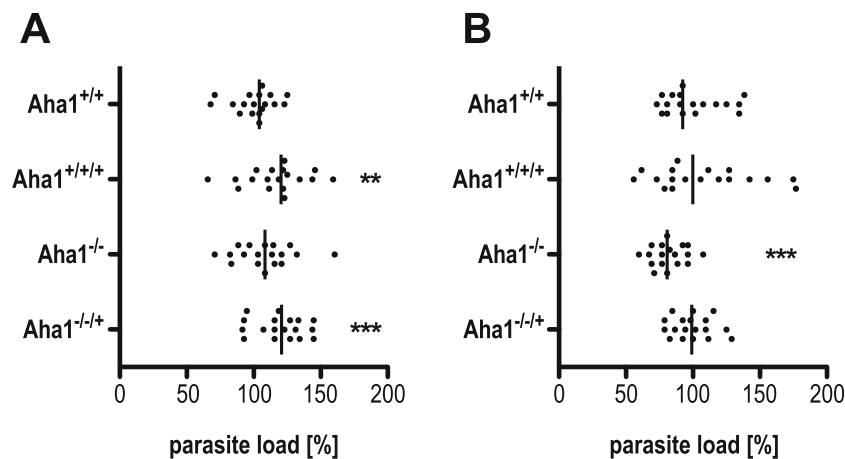 A
Aha1+/+
Aha1+/+/+
**
Aha1-/-
Aha1-/-/+
***
0 50 100 150 200
parasite load [%]
B
Aha1+/+
Aha1+/+/+
Aha1-/-
***
Aha1-/-/+
0 50 100 150 200
parasite load [%]